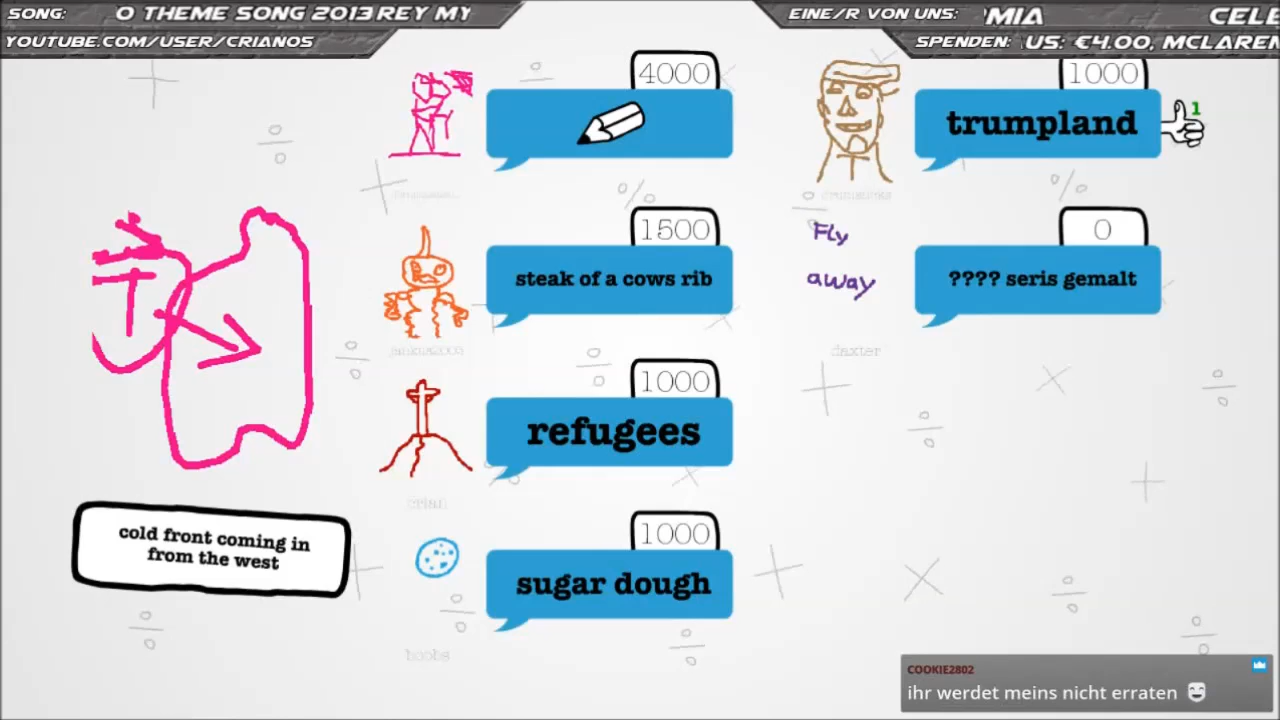 SONG: O THEME SONG 2013 REY MY
YOUTUBE.COM/USER/CRIANOS
EINE/R VON UNS: MIA CELE
SPENDEN: US: €4.00, MCLAREN
4000
1500
steak of a cows rib
1000
refugees
1000
sugar dough
boobs
1000
trumpland
1
Fly
away
0
???? seris gemalt
daxter
cold front coming in
from the west
COOKIE2802
ihr werdet meins nicht erraten